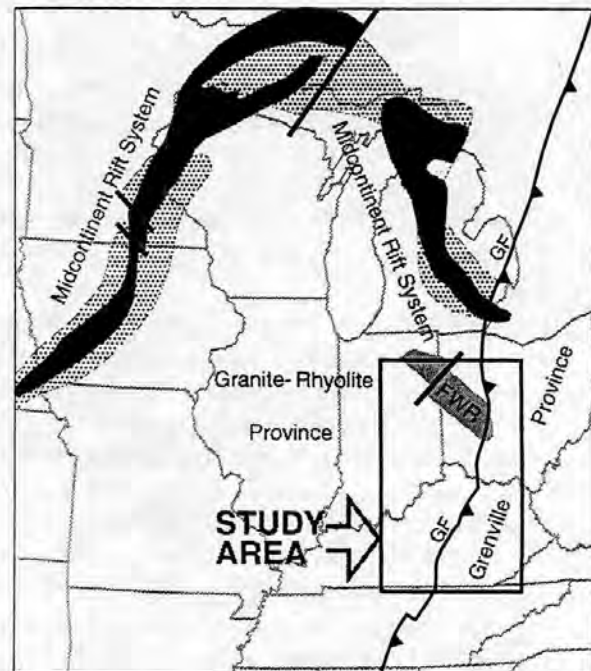 Midcontinent Rift System
Midcontinent Rift System
GF
Granite- Rhyolite
Province
FWR
Province
STUDY
AREA
GF
Grenville